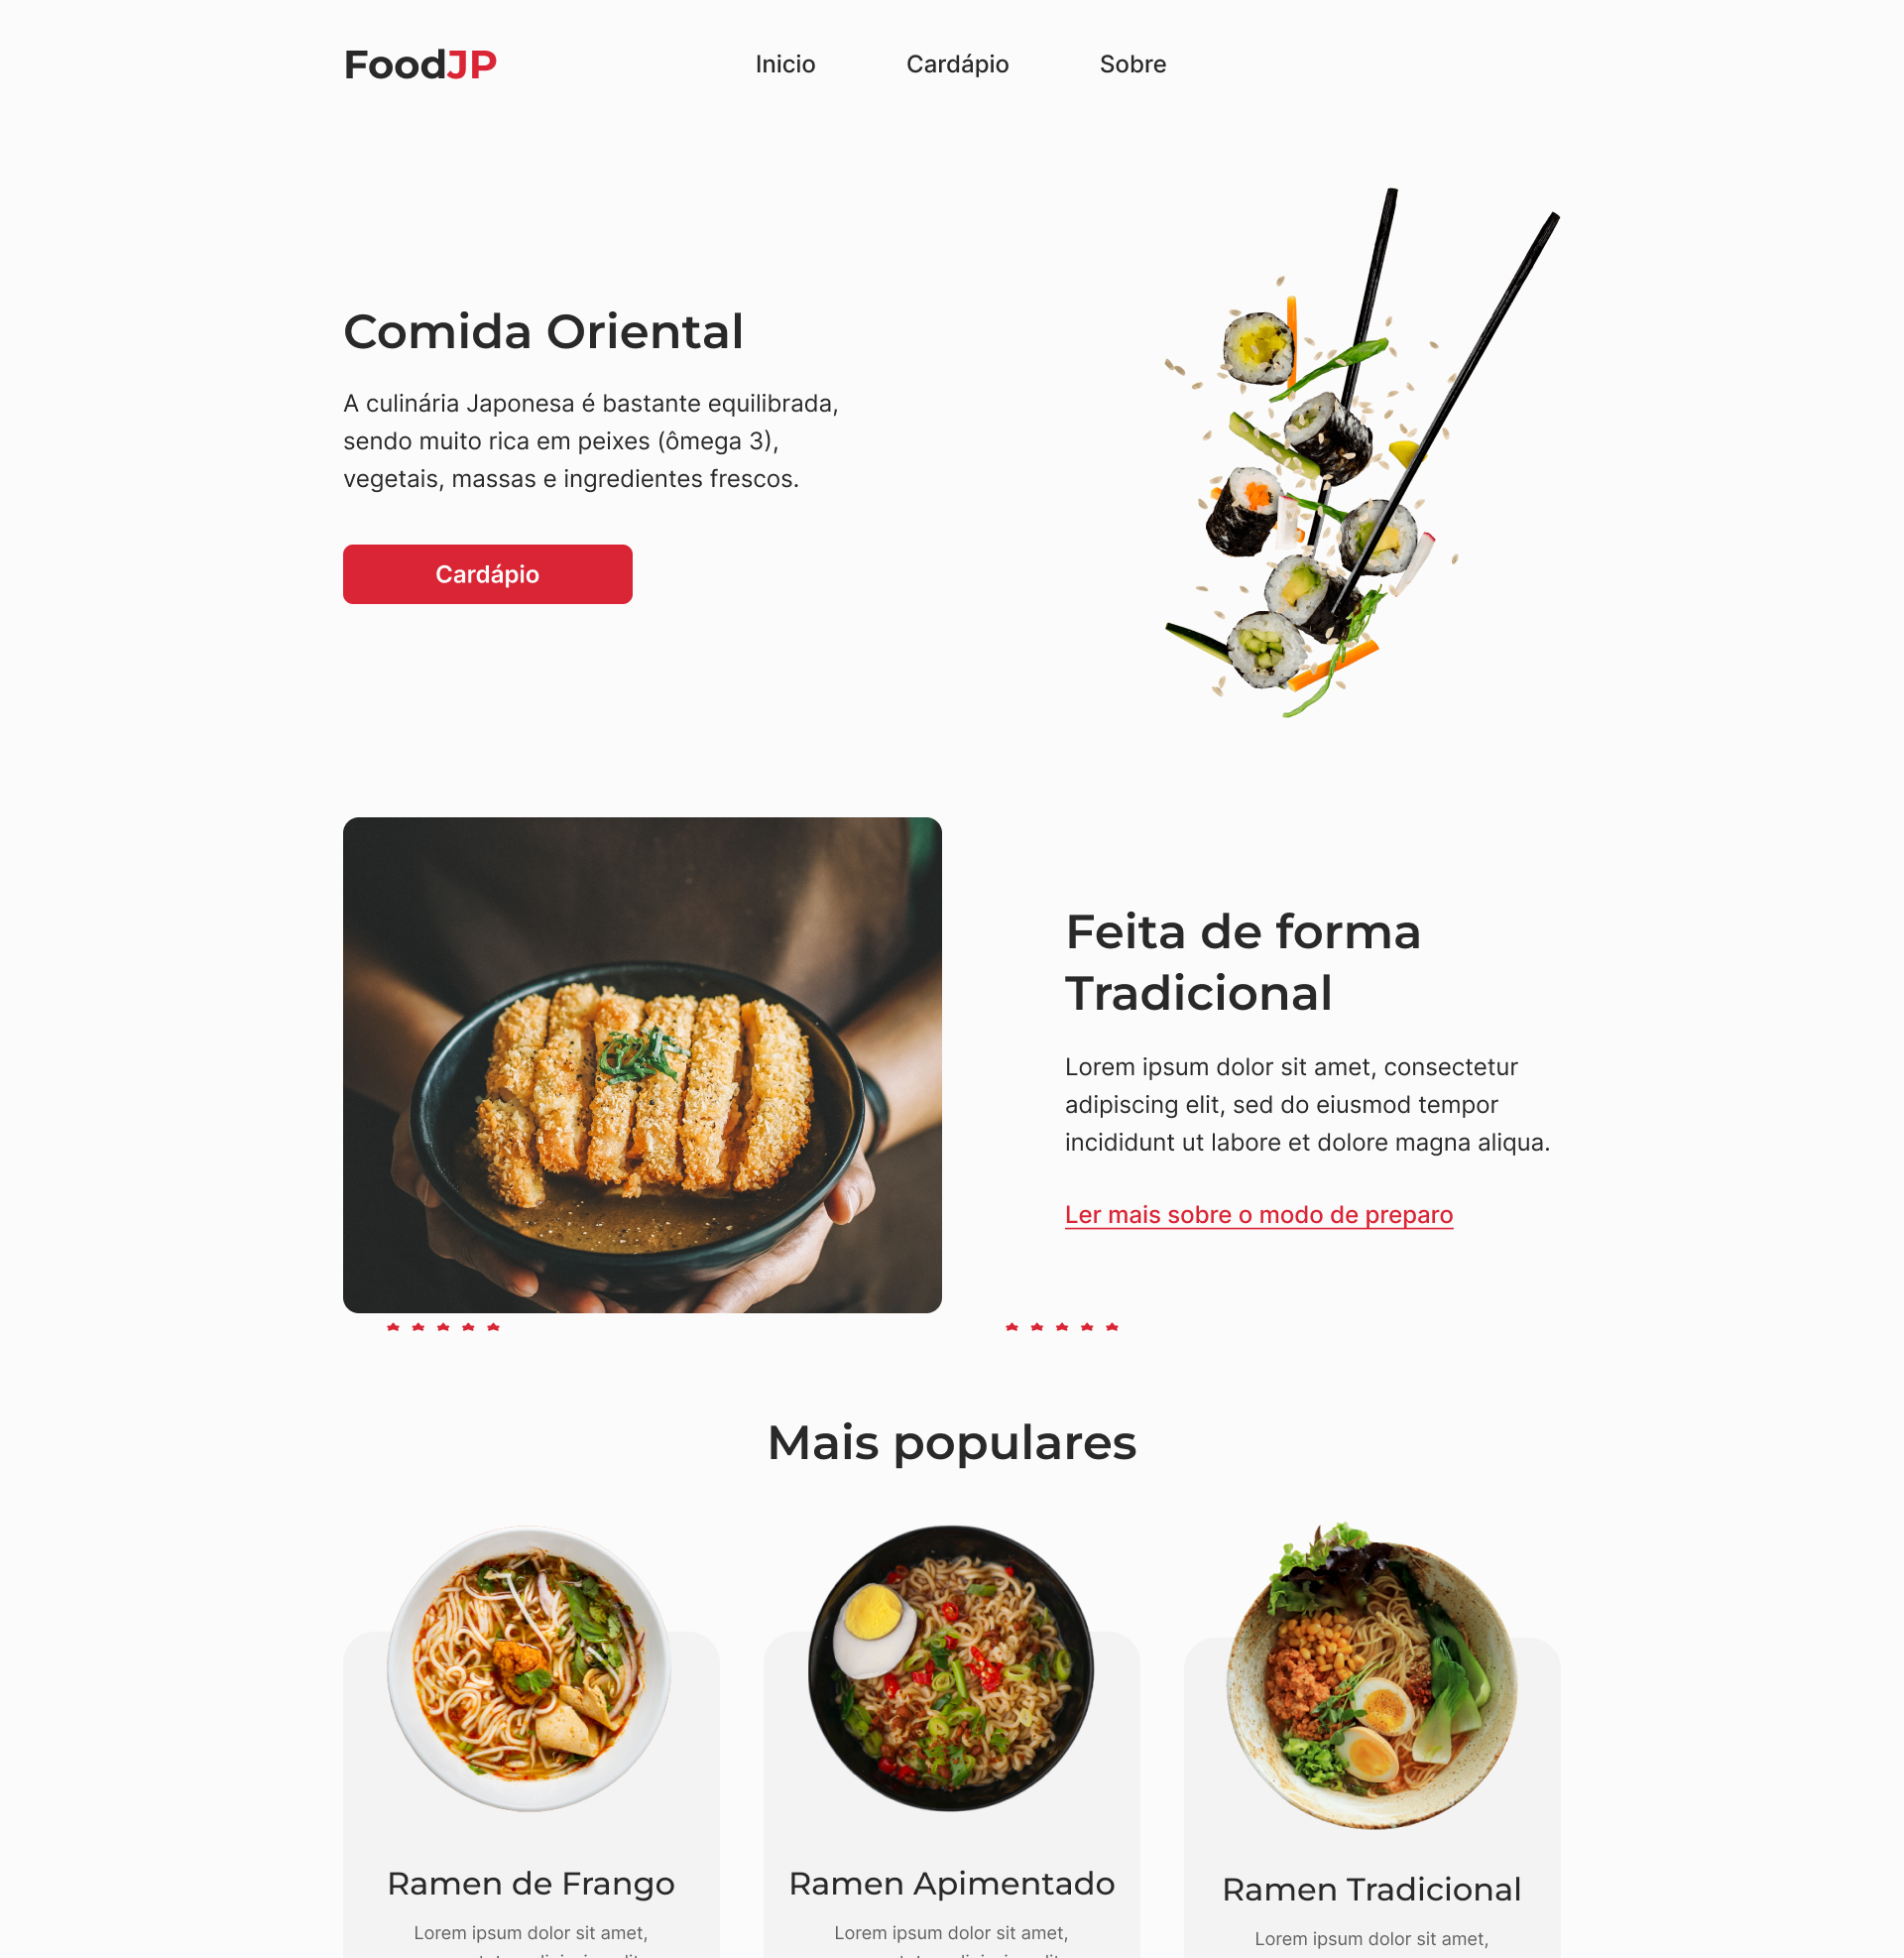 FoodJP
Inicio
Cardápio
Sobre
Comida Oriental
A culinária Japonesa é bastante equilibrada,
sendo muito rica em peixes (ômega 3),
vegetais, massas e ingredientes frescos.
Cardápio
Feita de forma
Tradicional
Lorem ipsum dolor sit amet, consectetur
adipiscing elit, sed do eiusmod tempor
incididunt ut labore et dolore magna aliqua.
Ler mais sobre o modo de preparo
Mais populares
Ramen de Frango
Lorem ipsum dolor sit amet,
Ramen Apimentado
Lorem ipsum dolor sit amet,
Ramen Tradicional
Lorem ipsum dolor sit amet,